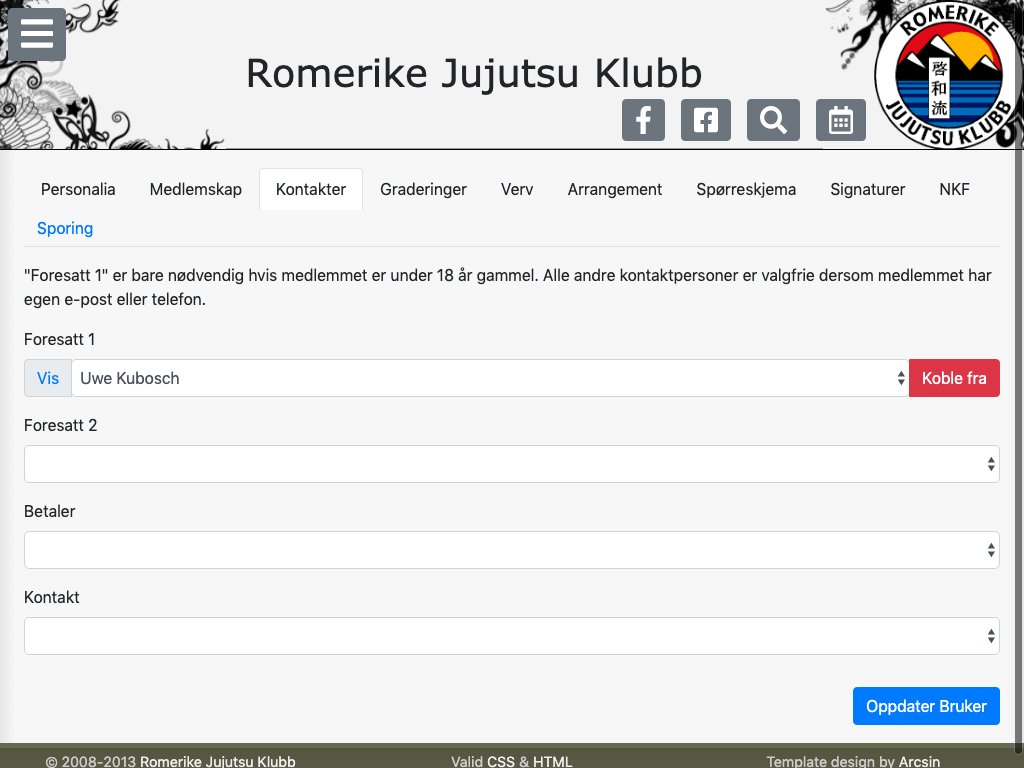 Romerike Jujutsu Klubb
ROMERIKE
啓和流
JUJUTSU KLUBB
Personalia Medlemskap Kontakter Graderinger Verv Arrangement Spørreskjema Signaturer NKF
Sporing
"Foresatt 1" er bare nødvendig hvis medlemmet er under 18 år gammel. Alle andre kontaktpersoner er valgfrie dersom medlemmet har
egen e-post eller telefon.
Foresatt 1
Vis Uwe Kubosch Koble fra
Foresatt 2
Betaler
Kontakt
Oppdater Bruker
© 2008-2013 Romerike Jujutsu Klubb Valid CSS & HTML Template design by Arcsin